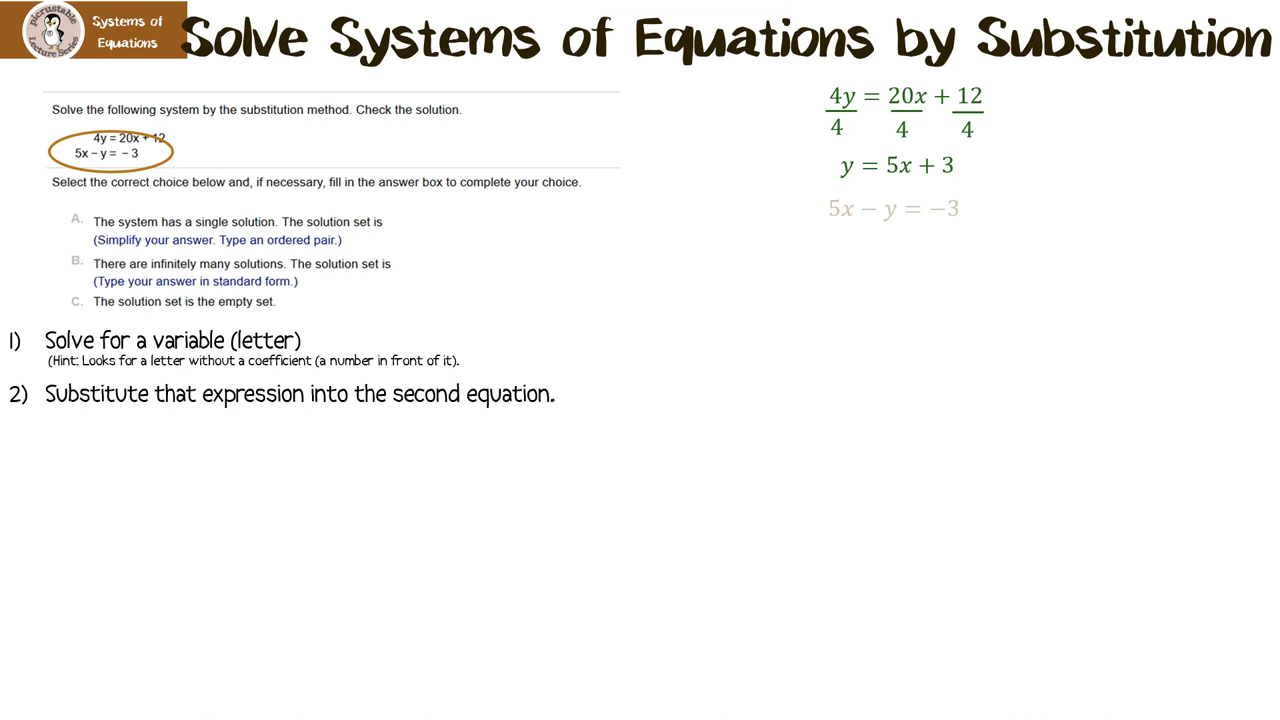 picrustable
Lecture Series
Systems of
Equations
Solve Systems of Equations by Substitution
Solve the following system by the substitution method. Check the solution.
4y = 20x + 12
5x − y = − 3
Select the correct choice below and, if necessary, fill in the answer box to complete your choice.
A. The system has a single solution. The solution set is
(Simplify your answer. Type an ordered pair.)
B. There are infinitely many solutions. The solution set is
(Type your answer in standard form.)
C. The solution set is the empty set.
1) Solve for a variable (letter)
(Hint: Looks for a letter without a coefficient (a number in front of it).
2) Substitute that expression into the second equation.
4y = 20x + 12
4 4 4
y = 5x + 3
5x − y = −3